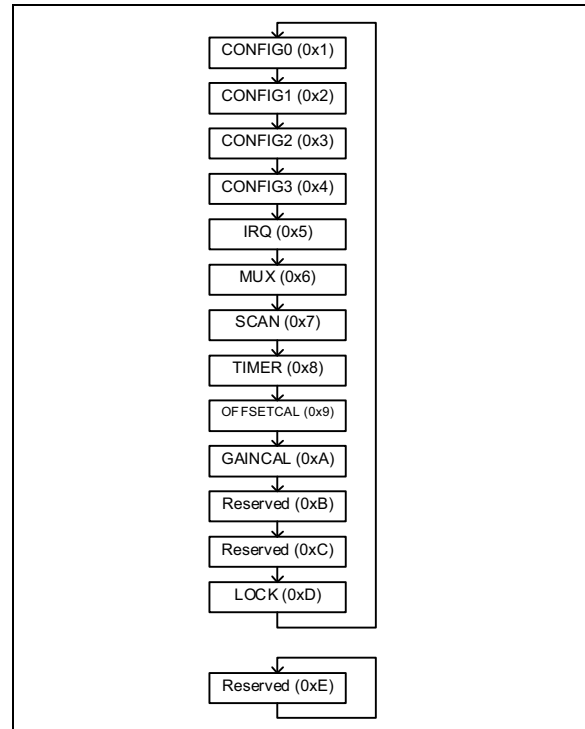 CONFIG0 (0x1)
CONFIG1 (0x2)
CONFIG2 (0x3)
CONFIG3 (0x4)
IRQ (0x5)
MUX (0x6)
SCAN (0x7)
TIMER (0x8)
OFFSETCAL (0x9)
GAINCAL (0xA)
Reserved (0xB)
Reserved (0xC)
LOCK (0xD)
Reserved (0xE)